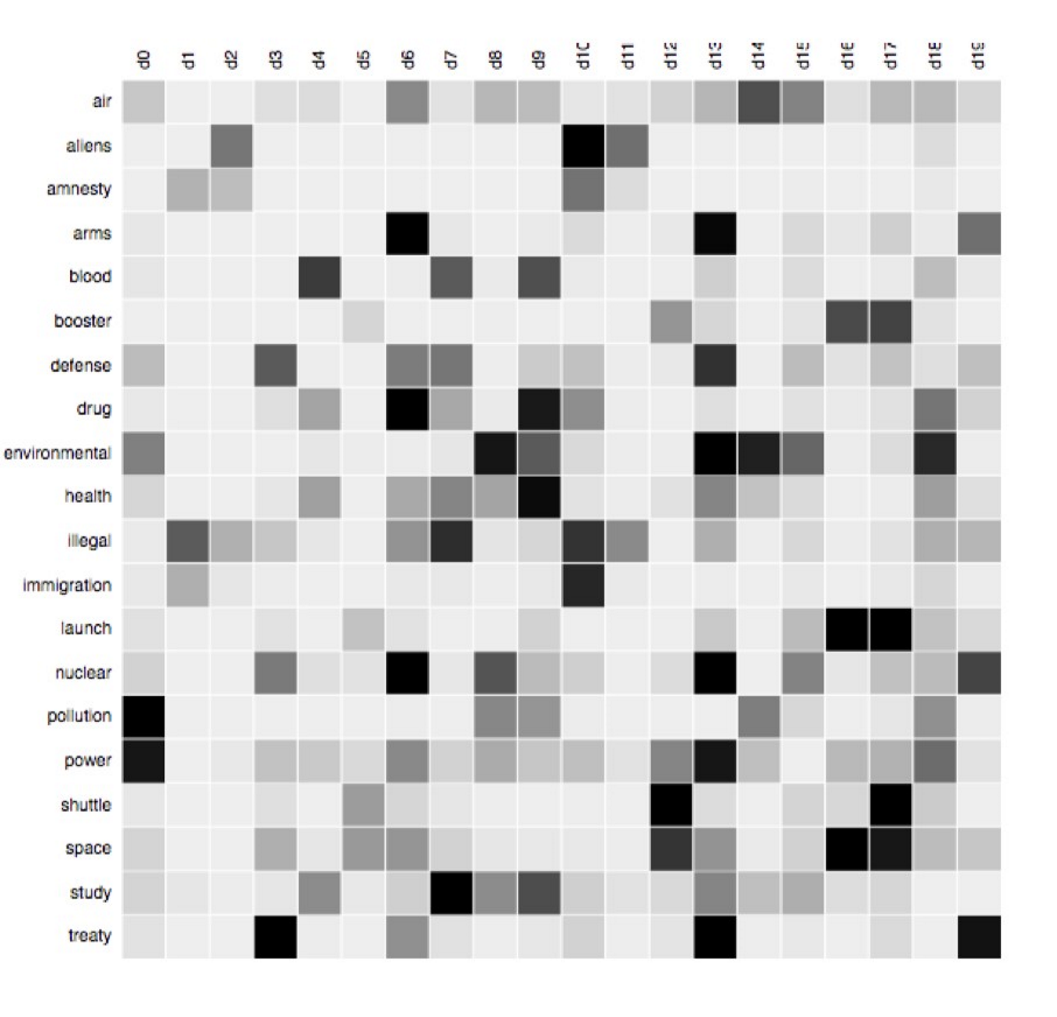 d0 d1 d2 d3 d4 d5 d6 d7 d8 d9 d10 d11 d12 d13 d14 d15 d16 d17 d18 d19
air
aliens
amnesty
arms
blood
booster
defense
drug
environmental
health
illegal
immigration
launch
nuclear
pollution
power
shuttle
space
study
treaty